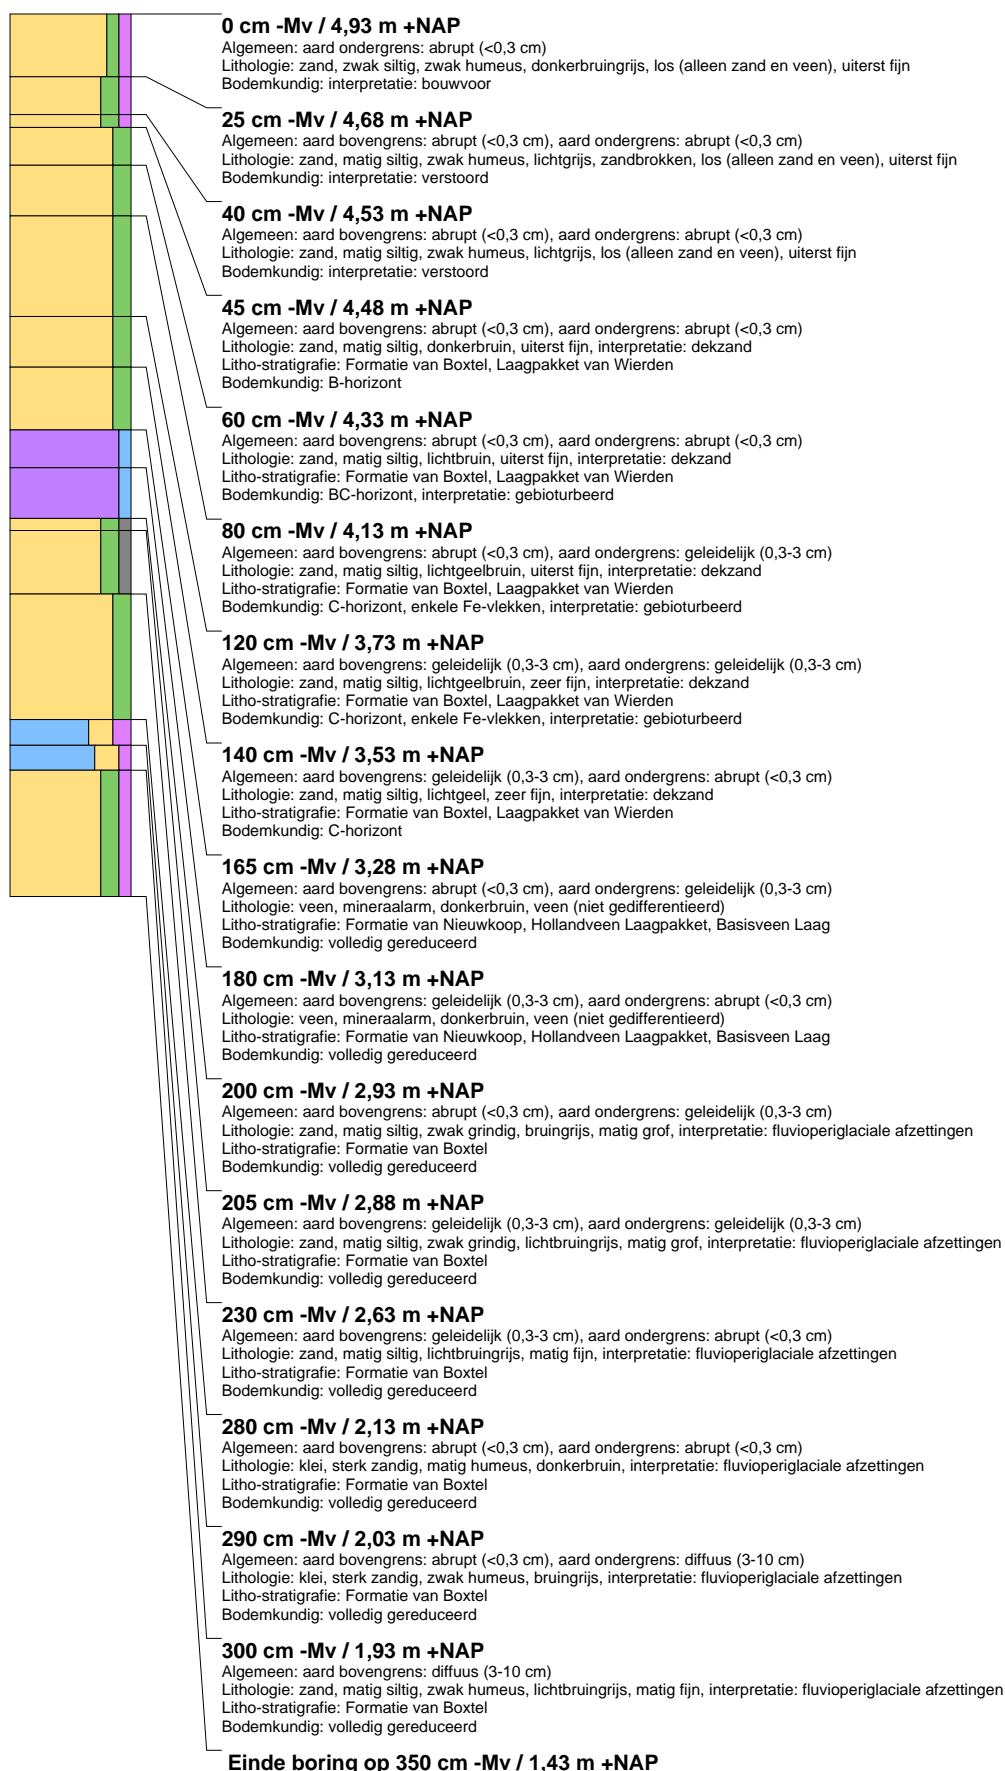 0 cm -Mv / 4,93 m +NAP
Algemeen: aard ondergrens: abrupt (<0,3 cm)
Lithologie: zand, zwak siltig, zwak humeus, donkerbruingrijs, los (alleen zand en veen), uiterst fijn
Bodemkundig: interpretatie: bouwvoor
25 cm -Mv / 4,68 m +NAP
Algemeen: aard bovengrens: abrupt (<0,3 cm), aard ondergrens: abrupt (<0,3 cm)
Lithologie: zand, matig siltig, zwak humeus, lichtgrijs, zandbrokken, los (alleen zand en veen), uiterst fijn
Bodemkundig: interpretatie: verstoord
40 cm -Mv / 4,53 m +NAP
Algemeen: aard bovengrens: abrupt (<0,3 cm), aard ondergrens: abrupt (<0,3 cm)
Lithologie: zand, matig siltig, zwak humeus, lichtgrijs, los (alleen zand en veen), uiterst fijn
Bodemkundig: interpretatie: verstoord
45 cm -Mv / 4,48 m +NAP
Algemeen: aard bovengrens: abrupt (<0,3 cm), aard ondergrens: abrupt (<0,3 cm)
Lithologie: zand, matig siltig, donkerbruin, uiterst fijn, interpretatie: dekzand
Litho-stratigrafie: Formatie van Boxtel, Laagpakket van Wierden
Bodemkundig: B-horizont
60 cm -Mv / 4,33 m +NAP
Algemeen: aard bovengrens: abrupt (<0,3 cm), aard ondergrens: abrupt (<0,3 cm)
Lithologie: zand, matig siltig, lichtbruin, uiterst fijn, interpretatie: dekzand
Litho-stratigrafie: Formatie van Boxtel, Laagpakket van Wierden
Bodemkundig: BC-horizont, interpretatie: gebioturbeerd
80 cm -Mv / 4,13 m +NAP
Algemeen: aard bovengrens: abrupt (<0,3 cm), aard ondergrens: geleidelijk (0,3-3 cm)
Lithologie: zand, matig siltig, lichtgeelbruin, uiterst fijn, interpretatie: dekzand
Litho-stratigrafie: Formatie van Boxtel, Laagpakket van Wierden
Bodemkundig: C-horizont, enkele Fe-vlekken, interpretatie: gebioturbeerd
120 cm -Mv / 3,73 m +NAP
Algemeen: aard bovengrens: geleidelijk (0,3-3 cm), aard ondergrens: geleidelijk (0,3-3 cm)
Lithologie: zand, matig siltig, lichtgeelbruin, zeer fijn, interpretatie: dekzand
Litho-stratigrafie: Formatie van Boxtel, Laagpakket van Wierden
Bodemkundig: C-horizont, enkele Fe-vlekken, interpretatie: gebioturbeerd
140 cm -Mv / 3,53 m +NAP
Algemeen: aard bovengrens: geleidelijk (0,3-3 cm), aard ondergrens: abrupt (<0,3 cm)
Lithologie: zand, matig siltig, lichtgeel, zeer fijn, interpretatie: dekzand
Litho-stratigrafie: Formatie van Boxtel, Laagpakket van Wierden
Bodemkundig: C-horizont
165 cm -Mv / 3,28 m +NAP
Algemeen: aard bovengrens: abrupt (<0,3 cm), aard ondergrens: geleidelijk (0,3-3 cm)
Lithologie: veen, mineraalarm, donkerbruin, veen (niet gedifferentieerd)
Litho-stratigrafie: Formatie van Nieuwkoop, Hollandveen Laagpakket, Basisveen Laag
Bodemkundig: volledig gereduceerd
180 cm -Mv / 3,13 m +NAP
Algemeen: aard bovengrens: geleidelijk (0,3-3 cm), aard ondergrens: abrupt (<0,3 cm)
Lithologie: veen, mineraalarm, donkerbruin, veen (niet gedifferentieerd)
Litho-stratigrafie: Formatie van Nieuwkoop, Hollandveen Laagpakket, Basisveen Laag
Bodemkundig: volledig gereduceerd
200 cm -Mv / 2,93 m +NAP
Algemeen: aard bovengrens: abrupt (<0,3 cm), aard ondergrens: geleidelijk (0,3-3 cm)
Lithologie: zand, matig siltig, zwak grindig, bruingrijs, matig grof, interpretatie: fluvioperiglaciale afzettingen
Litho-stratigrafie: Formatie van Boxtel
Bodemkundig: volledig gereduceerd
205 cm -Mv / 2,88 m +NAP
Algemeen: aard bovengrens: geleidelijk (0,3-3 cm), aard ondergrens: geleidelijk (0,3-3 cm)
Lithologie: zand, matig siltig, zwak grindig, lichtbruingrijs, matig grof, interpretatie: fluvioperiglaciale afzettingen
Litho-stratigrafie: Formatie van Boxtel
Bodemkundig: volledig gereduceerd
230 cm -Mv / 2,63 m +NAP
Algemeen: aard bovengrens: geleidelijk (0,3-3 cm), aard ondergrens: abrupt (<0,3 cm)
Lithologie: zand, matig siltig, lichtbruingrijs, matig fijn, interpretatie: fluvioperiglaciale afzettingen
Litho-stratigrafie: Formatie van Boxtel
Bodemkundig: volledig gereduceerd
280 cm -Mv / 2,13 m +NAP
Algemeen: aard bovengrens: abrupt (<0,3 cm), aard ondergrens: abrupt (<0,3 cm)
Lithologie: klei, sterk zandig, matig humeus, donkerbruin, interpretatie: fluvioperiglaciale afzettingen
Litho-stratigrafie: Formatie van Boxtel
Bodemkundig: volledig gereduceerd
290 cm -Mv / 2,03 m +NAP
Algemeen: aard bovengrens: abrupt (<0,3 cm), aard ondergrens: diffuus (3-10 cm)
Lithologie: klei, sterk zandig, zwak humeus, bruingrijs, interpretatie: fluvioperiglaciale afzettingen
Litho-stratigrafie: Formatie van Boxtel
Bodemkundig: volledig gereduceerd
300 cm -Mv / 1,93 m +NAP
Algemeen: aard bovengrens: diffuus (3-10 cm)
Lithologie: zand, matig siltig, zwak humeus, lichtbruingrijs, matig fijn, interpretatie: fluvioperiglaciale afzettingen
Litho-stratigrafie: Formatie van Boxtel
Bodemkundig: volledig gereduceerd
Einde boring op 350 cm -Mv / 1,43 m +NAP